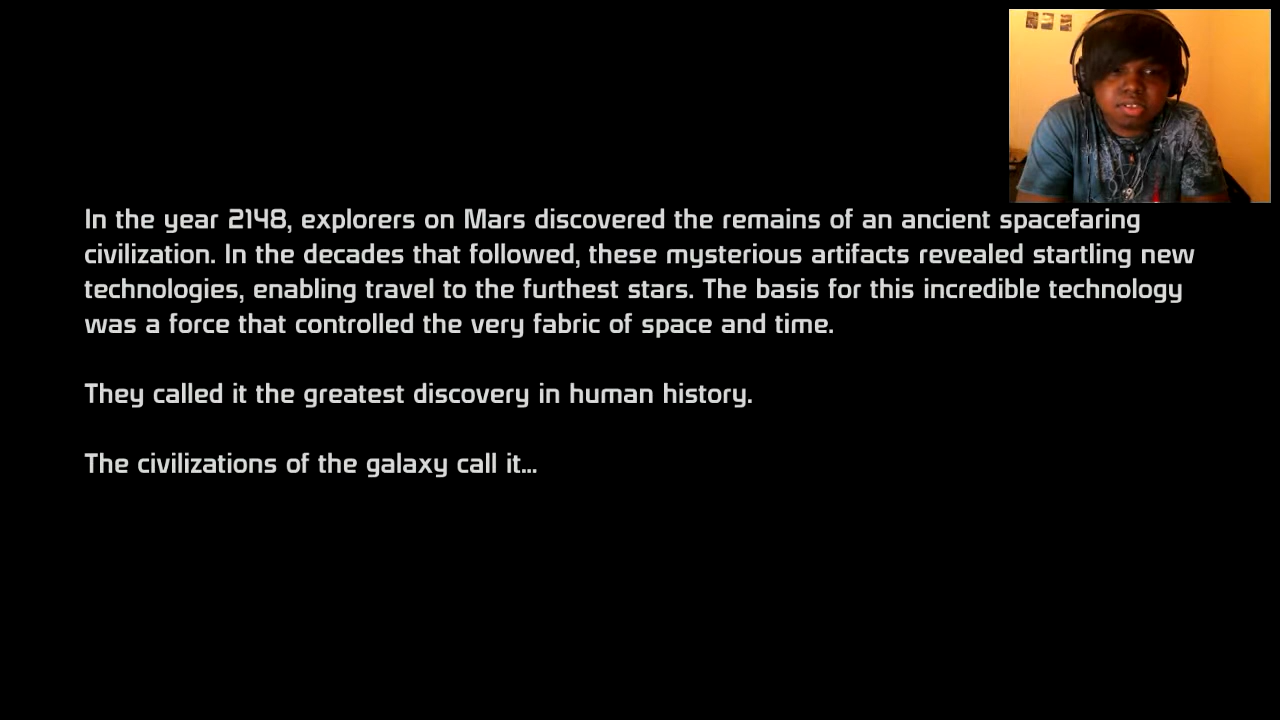 In the year 2148, explorers on Mars discovered the remains of an ancient spacefaring
civilization. In the decades that followed, these mysterious artifacts revealed startling new
technologies, enabling travel to the furthest stars. The basis for this incredible technology
was a force that controlled the very fabric of space and time.
They called it the greatest discovery in human history.
The civilizations of the galaxy call it...